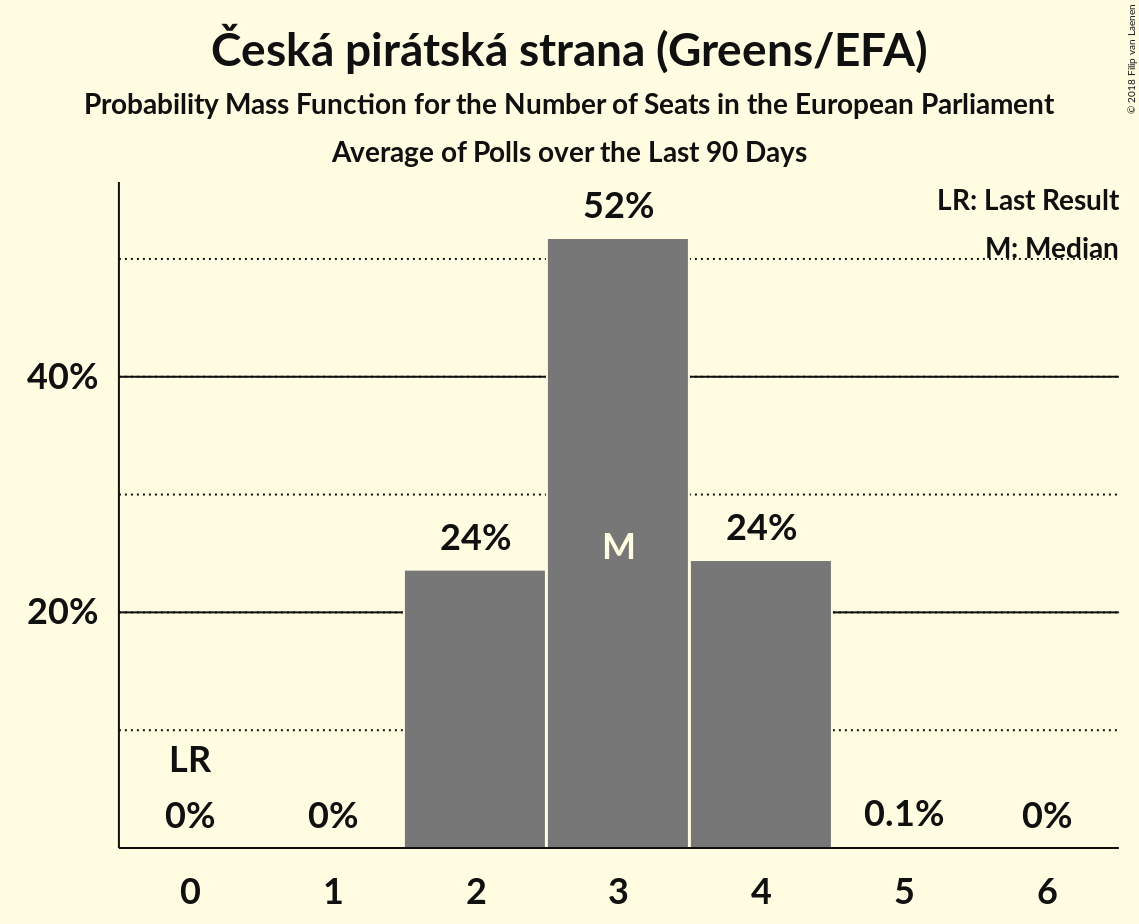 Česká pirátská strana (Greens/EFA)
Probability Mass Function for the Number of Seats in the European Parliament
Average of Polls over the Last 90 Days
© 2018 Filip van Laenen
LR: Last Result
M: Median
52%
40%
24%
24%
M
20%
LR
0%
0%
0.1%
0%
0
1
2
3
4
5
6